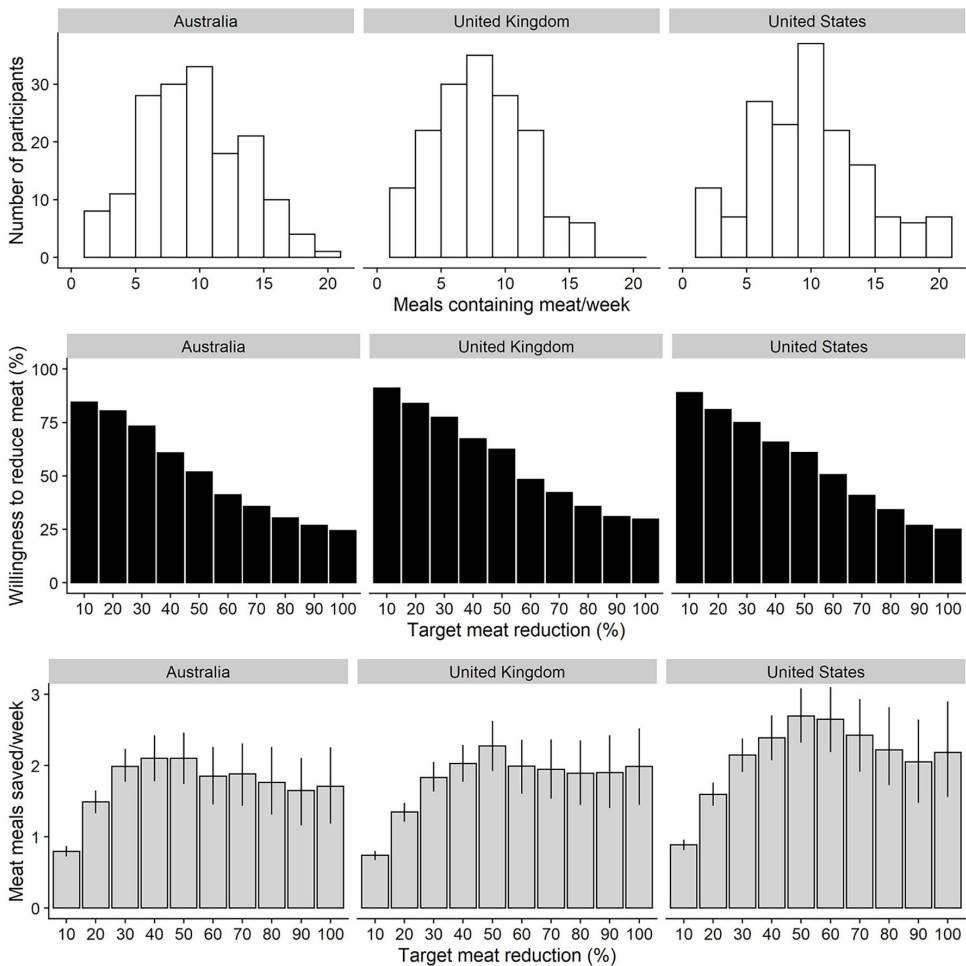 Australia United Kingdom United States
Number of participants
30
20
10
0
0 5 10 15 20 0 5 10 15 20 0 5 10 15 20
Meals containing meat/week
Australia United Kingdom United States
Willingness to reduce meat (%)
100
75
50
25
0
10 20 30 40 50 60 70 80 90 100 10 20 30 40 50 60 70 80 90 100 10 20 30 40 50 60 70 80 90 100
Target meat reduction (%)
Australia United Kingdom United States
Meat meals saved/week
3
2
1
0
10 20 30 40 50 60 70 80 90 100 10 20 30 40 50 60 70 80 90 100 10 20 30 40 50 60 70 80 90 100
Target meat reduction (%)